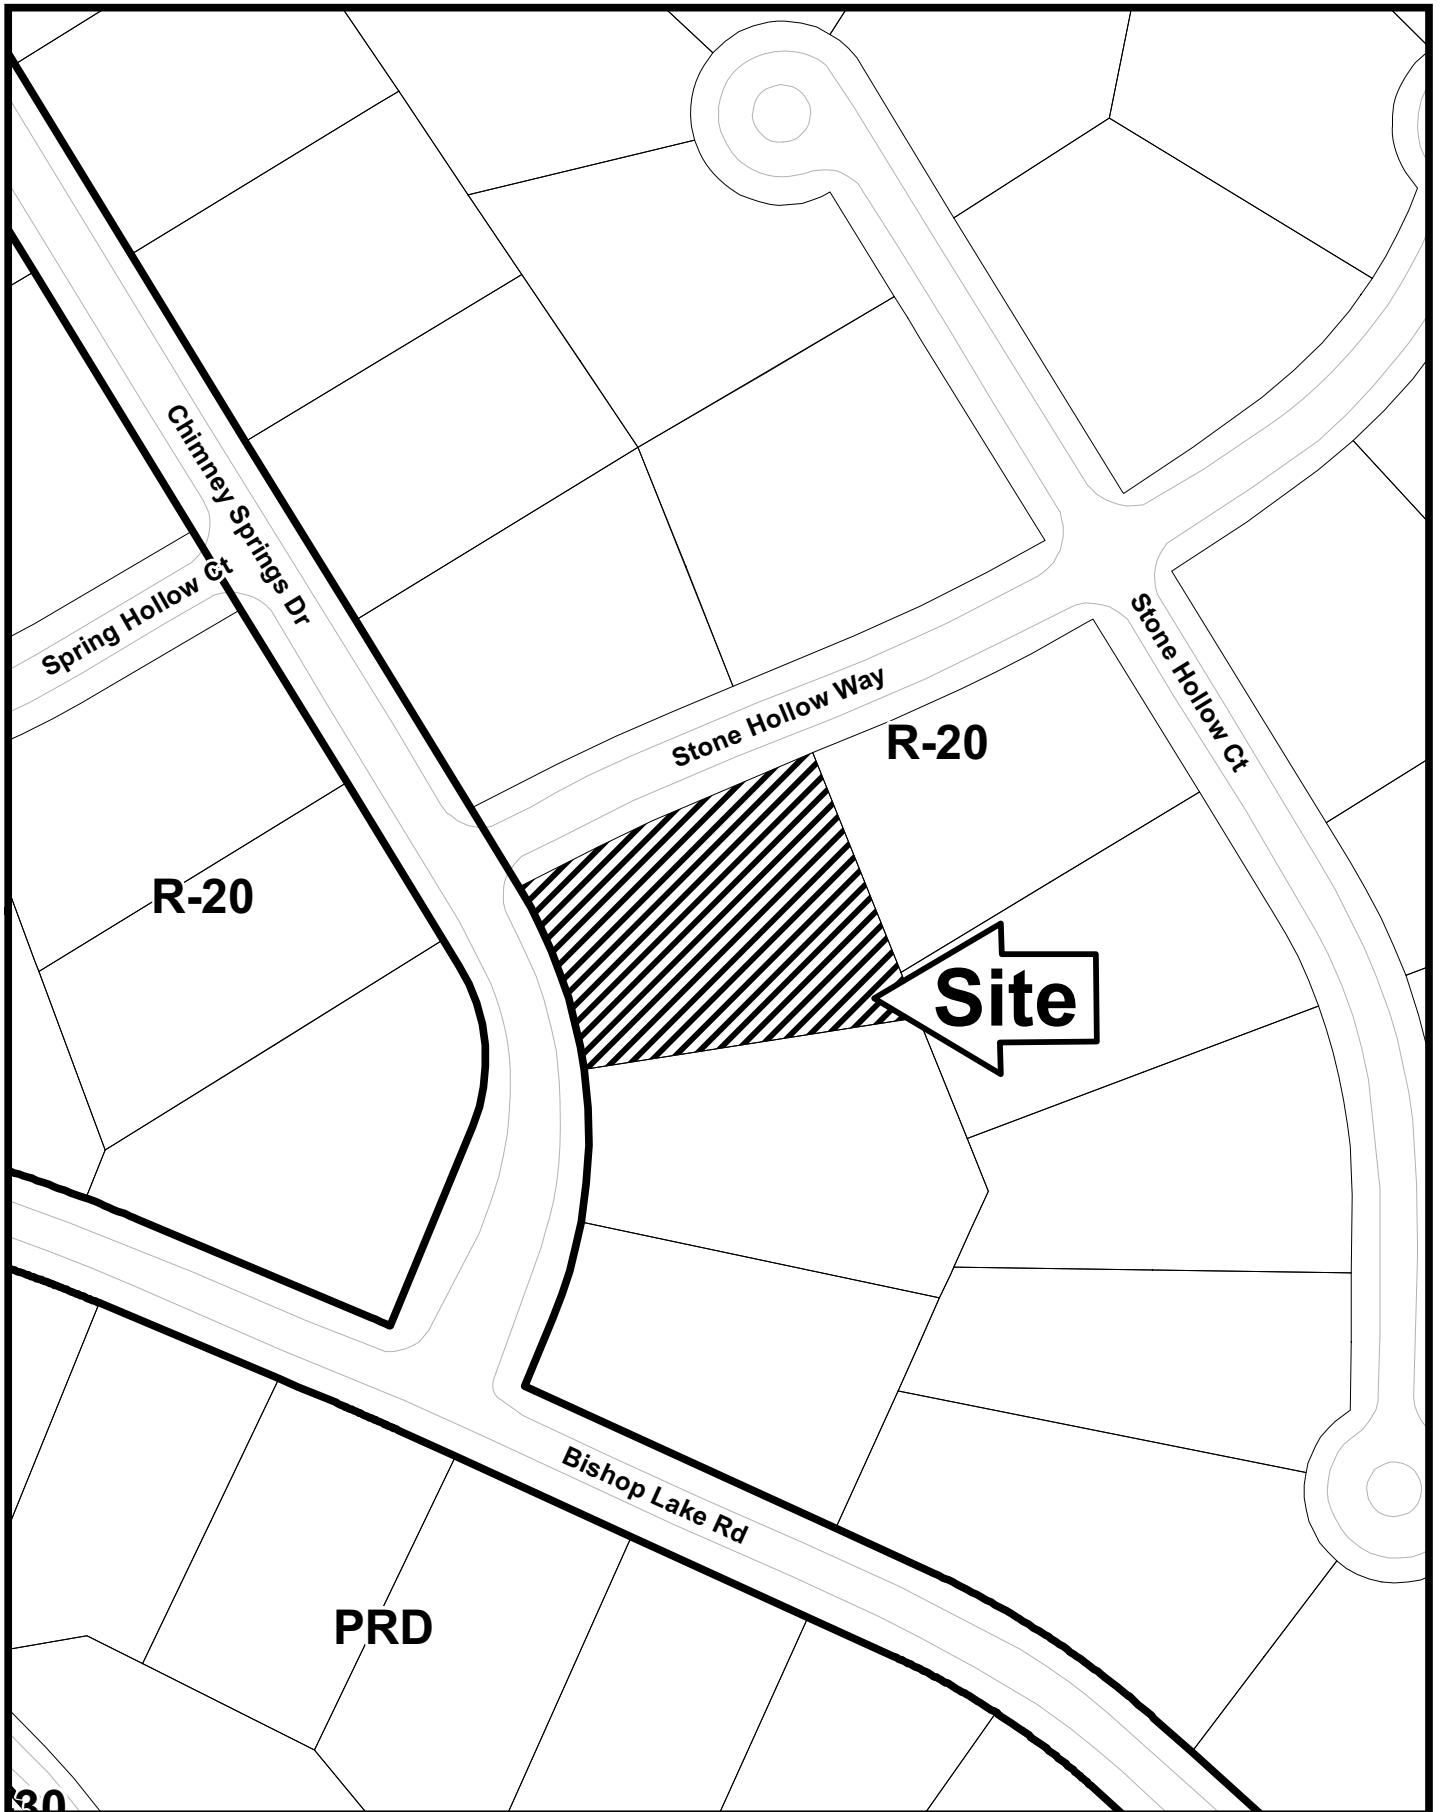 Chimney Springs Dr
Spring Hollow Ct
Stone Hollow Ct
Stone Hollow Way
R-20
R-20
Site
Bishop Lake Rd
PRD
30